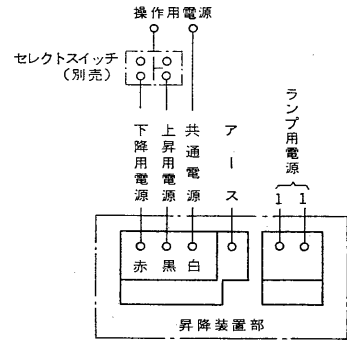 操作用電源
セレクトスイッチ
(別売)
下降用電源
上昇用電源
共通電源
アース
ランプ用電源
1 1
赤 黒 白
昇降装置部